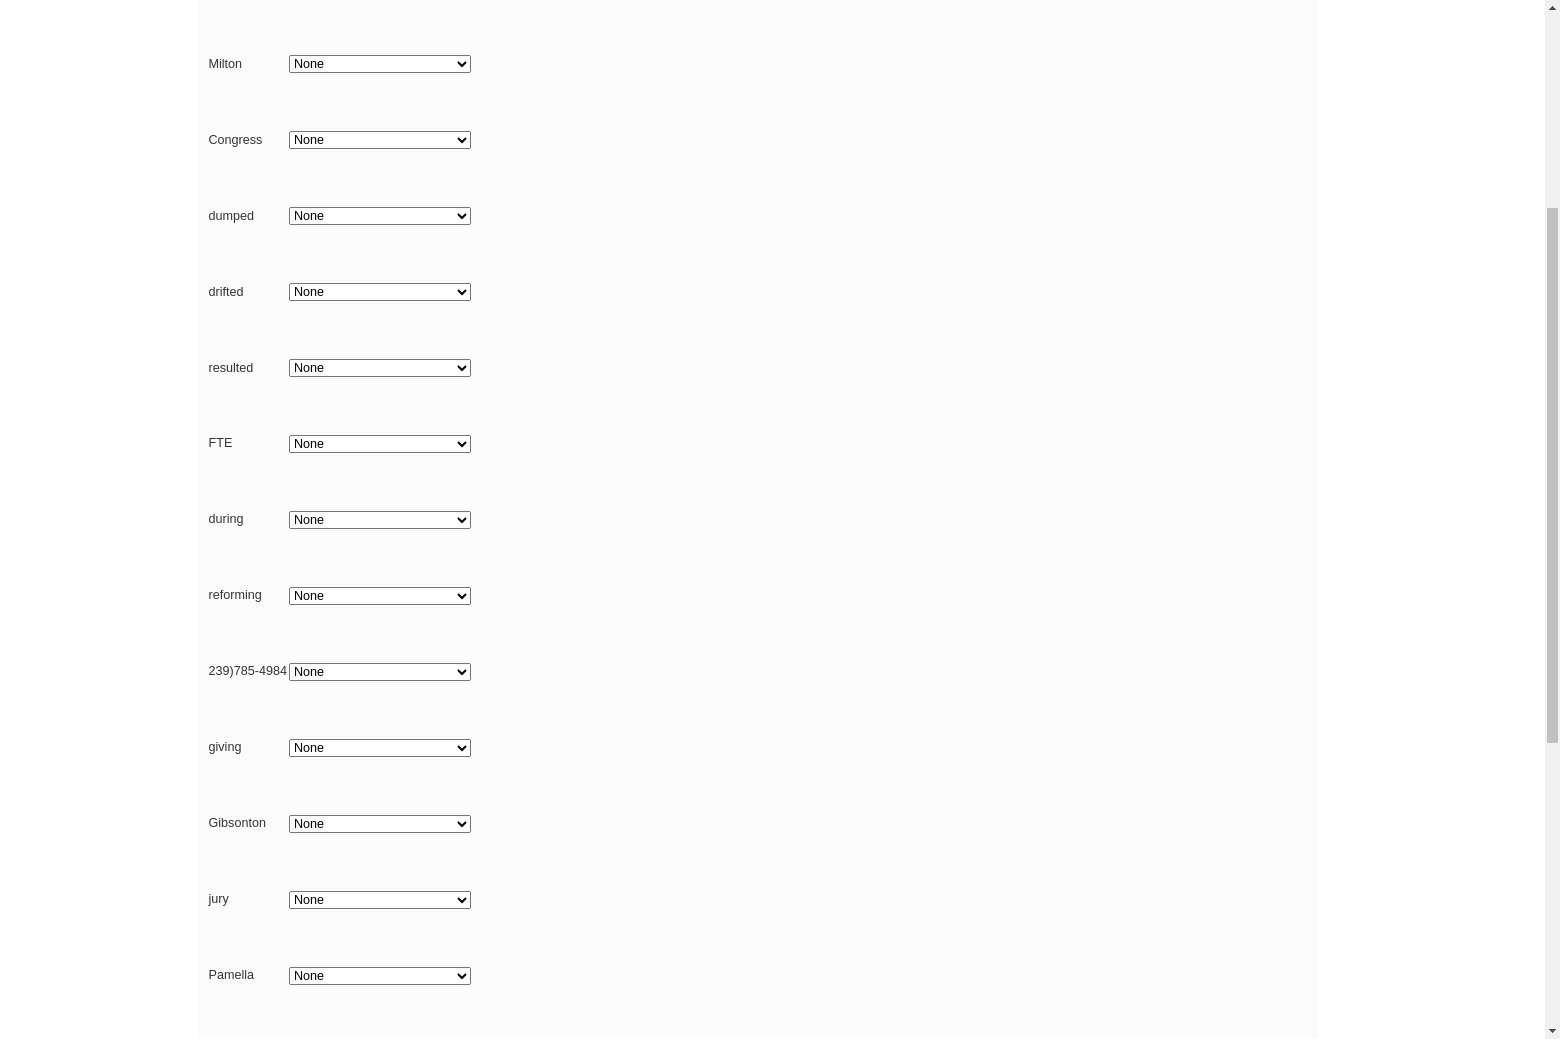 Milton None
Congress None
dumped None
drifted None
resulted None
FTE None
during None
reforming None
239)785-4984 None
giving None
Gibsonton None
jury None
Pamella None